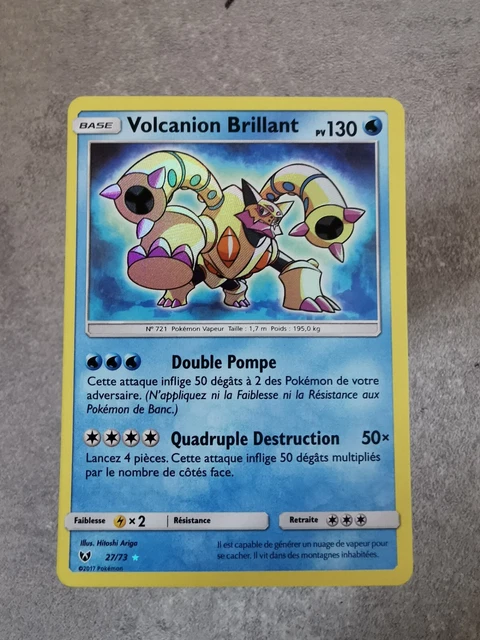 BASE Volcanion Brillant PV 130
N° 721 Pokémon Vapeur Taille : 1,7 m Poids : 195,0 kg
Double Pompe
Cette attaque inflige 50 dégâts à 2 des Pokémon de votre
adversaire. (N'appliquez ni la Faiblesse ni la Résistance aux
Pokémon de Banc.)
Quadruple Destruction 50×
Lancez 4 pièces. Cette attaque inflige 50 dégâts multipliés
par le nombre de côtés face.
Faiblesse × 2 Résistance Retraite
Illus. Hitoshi Ariga
27/73
©2017 Pokémon
Il est capable de générer un nuage de vapeur pour
se cacher. Il vit dans des montagnes inhabitées.